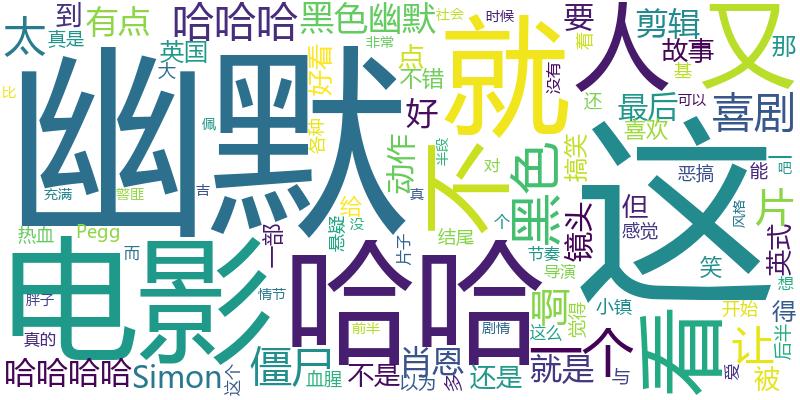 到 有点 哈哈哈 黑色幽默 要 人 剪辑 又 那
太 真是 英国 社会 时候 着 故事
大 好看 非常 点 不错 就 没有 基
比 幽默 佩 各种 好 还 最后 可以 喜剧
动作 不 黑色 搞笑 这 喜欢 一
充满 警匪 吉 半段 真 对 恶搞 能 吧
热血 Pegg 而 一部 悬疑 给 没 结尾 个 镜头 但 感觉 风格 片 英式
电影 哈哈 片子 节奏 啊 导演 觉得 笑 想
胖子 情节 小镇 开始 得
真的 前半 剧情 这么 看 让 后半
哈哈哈哈 Simon 这个 僵尸 血腥 不是 肖恩 以为 多 还是 就是 一个 与 爱 被